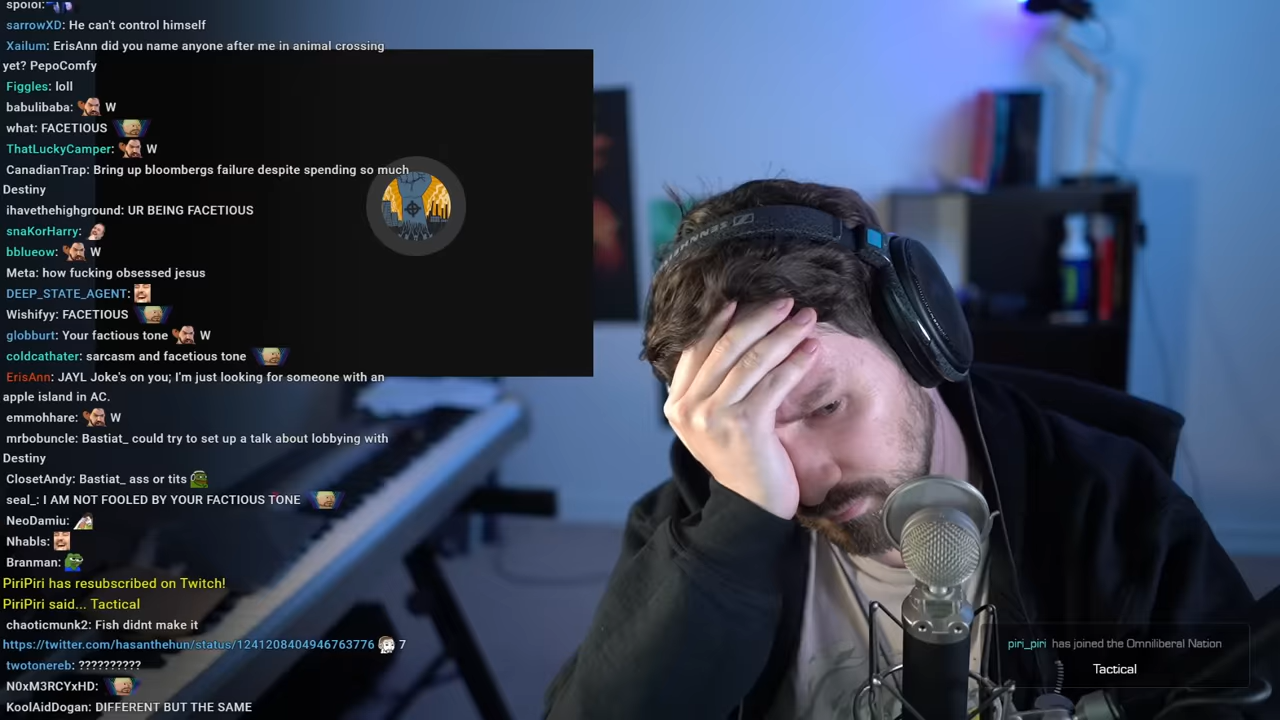 spoioi:
sarrowXD: He can't control himself
Xailum: ErisAnn did you name anyone after me in animal crossing
yet? PepoComfy
Figgles: loll
babulibaba: W
what: FACETIOUS
ThatLuckyCamper: W
CanadianTrap: Bring up bloombergs failure despite spending so much
Destiny
ihavethehighground: UR BEING FACETIOUS
snaKorHarry:
bblueow: W
Meta: how fucking obsessed jesus
DEEP_STATE_AGENT:
Wishifyy: FACETIOUS
globburt: Your factious tone W
coldcathater: sarcasm and facetious tone
ErisAnn: JAYL Joke's on you; I'm just looking for someone with an
apple island in AC.
emmohhare: W
mrbobuncle: Bastiat_ could try to set up a talk about lobbying with
Destiny
ClosetAndy: Bastiat_ ass or tits
seal_: I AM NOT FOOLED BY YOUR FACTIOUS TONE
NeoDamiu:
Nhabls:
Branman:
PiriPiri has resubscribed on Twitch!
PiriPiri said... Tactical
chaoticmunk2: Fish didnt make it
https://twitter.com/hasanthehun/status/1241208404946763776 7
twotonereb: ??????????
N0xM3RCYxHD:
KoolAidDogan: DIFFERENT BUT THE SAME
SENNHEISER
piri_piri has joined the Omniliberal Nation
Tactical